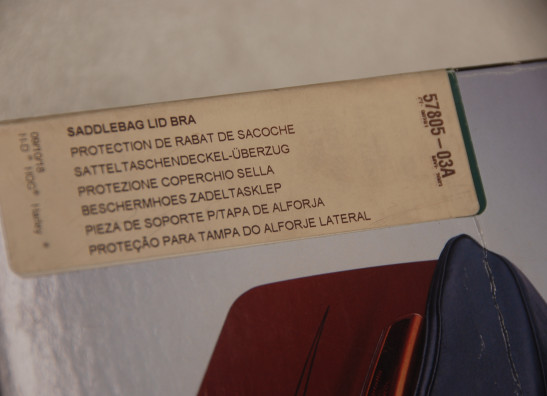 SADDLEBAG LID BRA
PROTECTION DE RABAT DE SACOCHE
SATTELTASCHENDECKEL-ÜBERZUG
PROTEZIONE COPERCHIO SELLA
BESCHERMHOES ZADELTASKLEP
PIEZA DE SOPORTE P/TAPA DE ALFORJA
PROTEÇÃO PARA TAMPA DO ALFORJE LATERAL
57805-03A